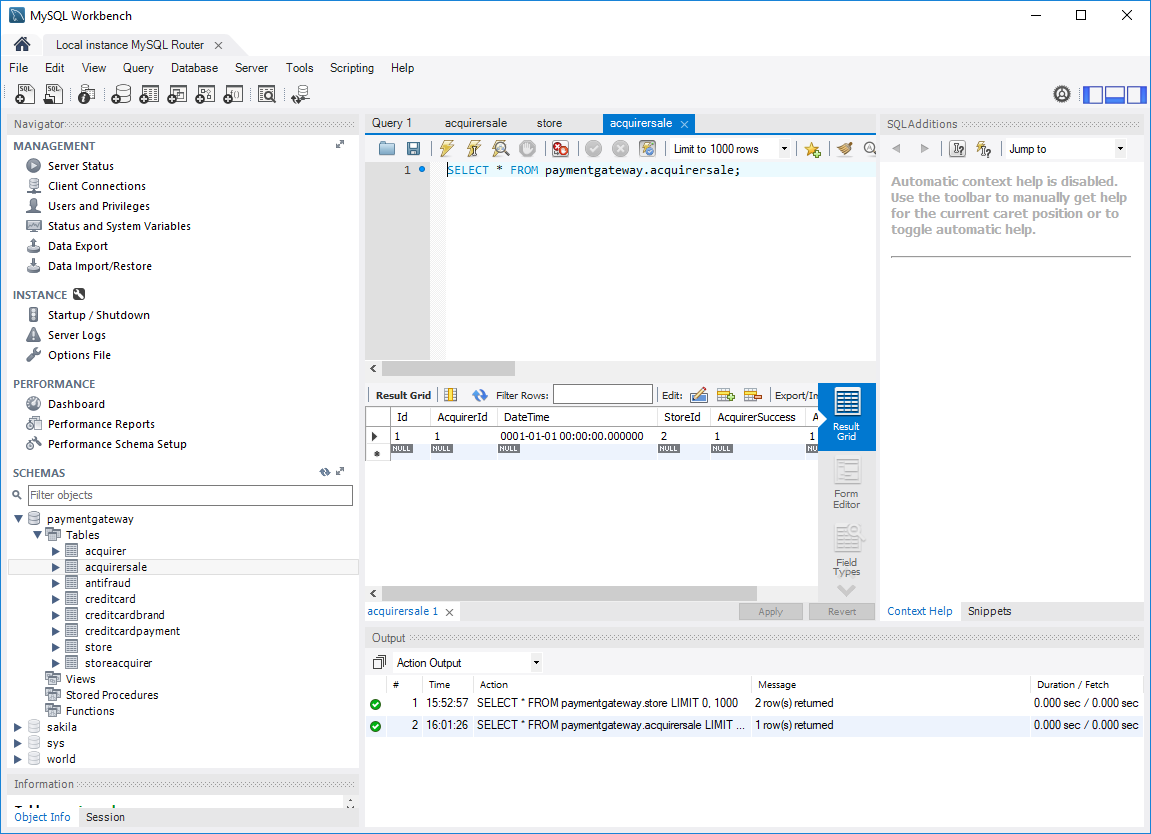 MySQL Workbench
Local instance MySQL Router
File Edit View Query Database Server Tools Scripting Help
Navigator
MANAGEMENT
Server Status
Client Connections
Users and Privileges
Status and System Variables
Data Export
Data Import/Restore
INSTANCE
Startup / Shutdown
Server Logs
Options File
PERFORMANCE
Dashboard
Performance Reports
Performance Schema Setup
SCHEMAS
Filter objects
paymentgateway
Tables
acquirer
acquirersale
antifraud
creditcard
creditcardbrand
creditcardpayment
store
storeacquirer
Views
Stored Procedures
Functions
sakila
sys
world
Information
Object Info Session
Query 1 acquirersale store acquirersale
Limit to 1000 rows
1 SELECT * FROM paymentgateway.acquirersale;
Result Grid Filter Rows: Edit: Export/Im
Id AcquirerId DateTime StoreId AcquirerSuccess A
1 1 0001-01-01 00:00:00.000000 2 1 1
NULL NULL NULL NULL NULL NU
Result
Grid
Form
Editor
Field
Types
acquirersale 1 Apply Revert
SQLAdditions
Jump to
Automatic context help is disabled.
Use the toolbar to manually get help
for the current caret position or to
toggle automatic help.
Context Help Snippets
Output
Action Output
# Time Action Message Duration / Fetch
1 15:52:57 SELECT * FROM paymentgateway.store LIMIT 0, 1000 2 row(s) returned 0.000 sec / 0.000 sec
2 16:01:26 SELECT * FROM paymentgateway.acquirersale LIMIT ... 1 row(s) returned 0.000 sec / 0.000 sec